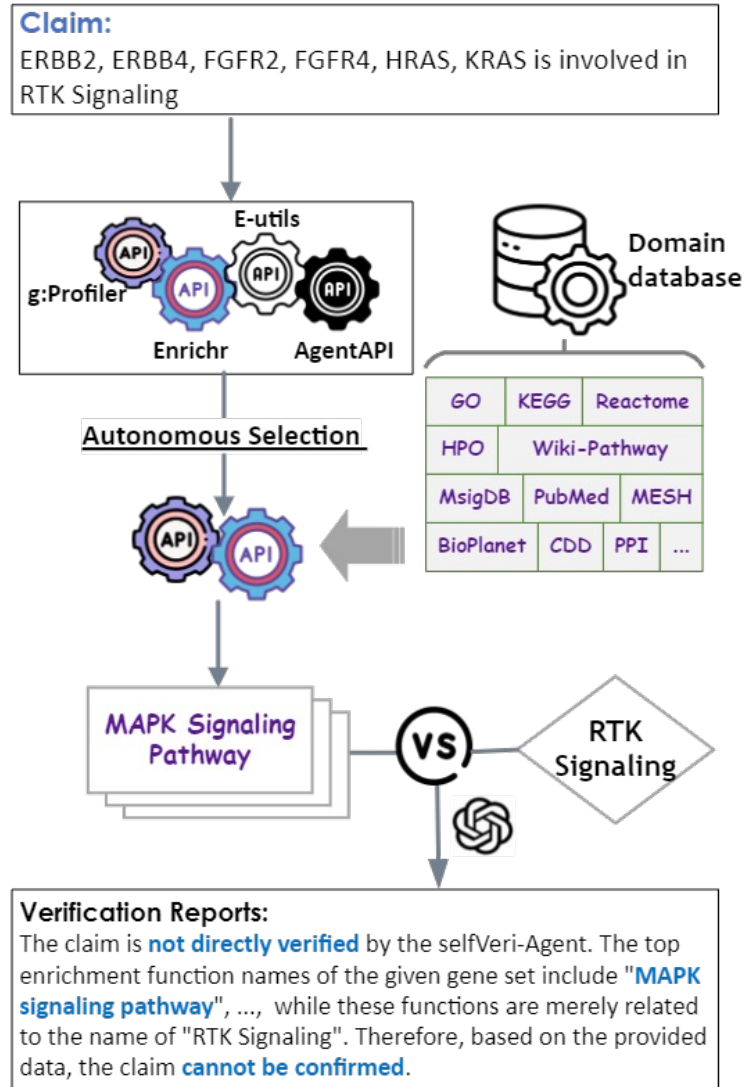 Claim:
ERBB2, ERBB4, FGFR2, FGFR4, HRAS, KRAS is involved in
RTK Signaling
E-utils
API
API
API
API
g:Profiler
Enrichr
AgentAPI
Domain
database
Autonomous Selection
GO
KEGG
Reactome
HPO
Wiki-Pathway
MsigDB
PubMed
MESH
BioPlanet
CDD
PPI
...
API
API
MAPK Signaling
Pathway
VS
RTK
Signaling
Verification Reports:
The claim is not directly verified by the selfVeri-Agent. The top
enrichment function names of the given gene set include "MAPK
signaling pathway", ..., while these functions are merely related
to the name of "RTK Signaling". Therefore, based on the provided
data, the claim cannot be confirmed.